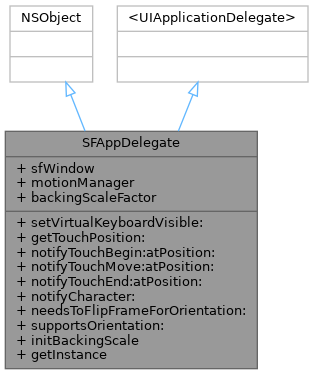 NSObject
<UIApplicationDelegate>
SFAppDelegate
+ sfWindow
+ motionManager
+ backingScaleFactor
+ setVirtualKeyboardVisible:
+ getTouchPosition:
+ notifyTouchBegin:atPosition:
+ notifyTouchMove:atPosition:
+ notifyTouchEnd:atPosition:
+ notifyCharacter:
+ needsToFlipFrameForOrientation:
+ supportsOrientation:
+ initBackingScale
+ getInstance